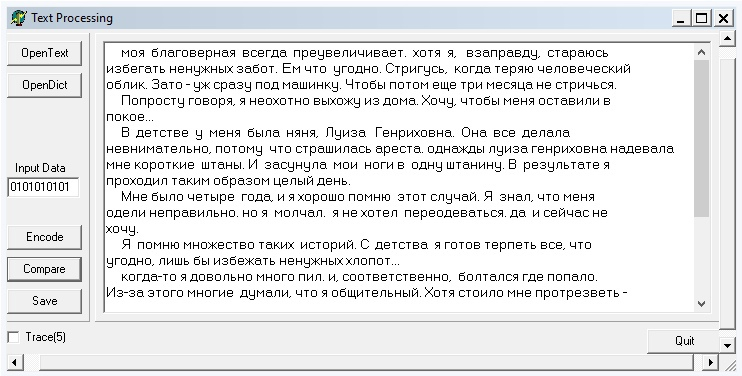 Text Processing
OpenText
OpenDict
Input Data
0101010101
Encode
Compare
Save
Trace(5)
моя благоверная всегда преувеличивает. хотя я, взаправду, стараюсь
избегать ненужных забот. Ем что угодно. Стригусь, когда теряю человеческий
облик. Зато - уж сразу под машинку. Чтобы потом еще три месяца не стричься.
Попросту говоря, я неохотно выхожу из дома. Хочу, чтобы меня оставили в
покое...
В детстве у меня была няня, Луиза Генриховна. Она все делала
невнимательно, потому что страшилась ареста. однажды луиза генриховна надевала
мне короткие штаны. И засунула мои ноги в одну штанину. В результате я
проходил таким образом целый день.
Мне было четыре года, и я хорошо помню этот случай. Я знал, что меня
одели неправильно. но я молчал. я не хотел переодеваться. да и сейчас не
хочу.
Я помню множество таких историй. С детства я готов терпеть все, что
угодно, лишь бы избежать ненужных хлопот...
когда-то я довольно много пил. и, соответственно, болтался где попало.
Из-за этого многие думали, что я общительный. Хотя стоило мне протрезветь -
Quit